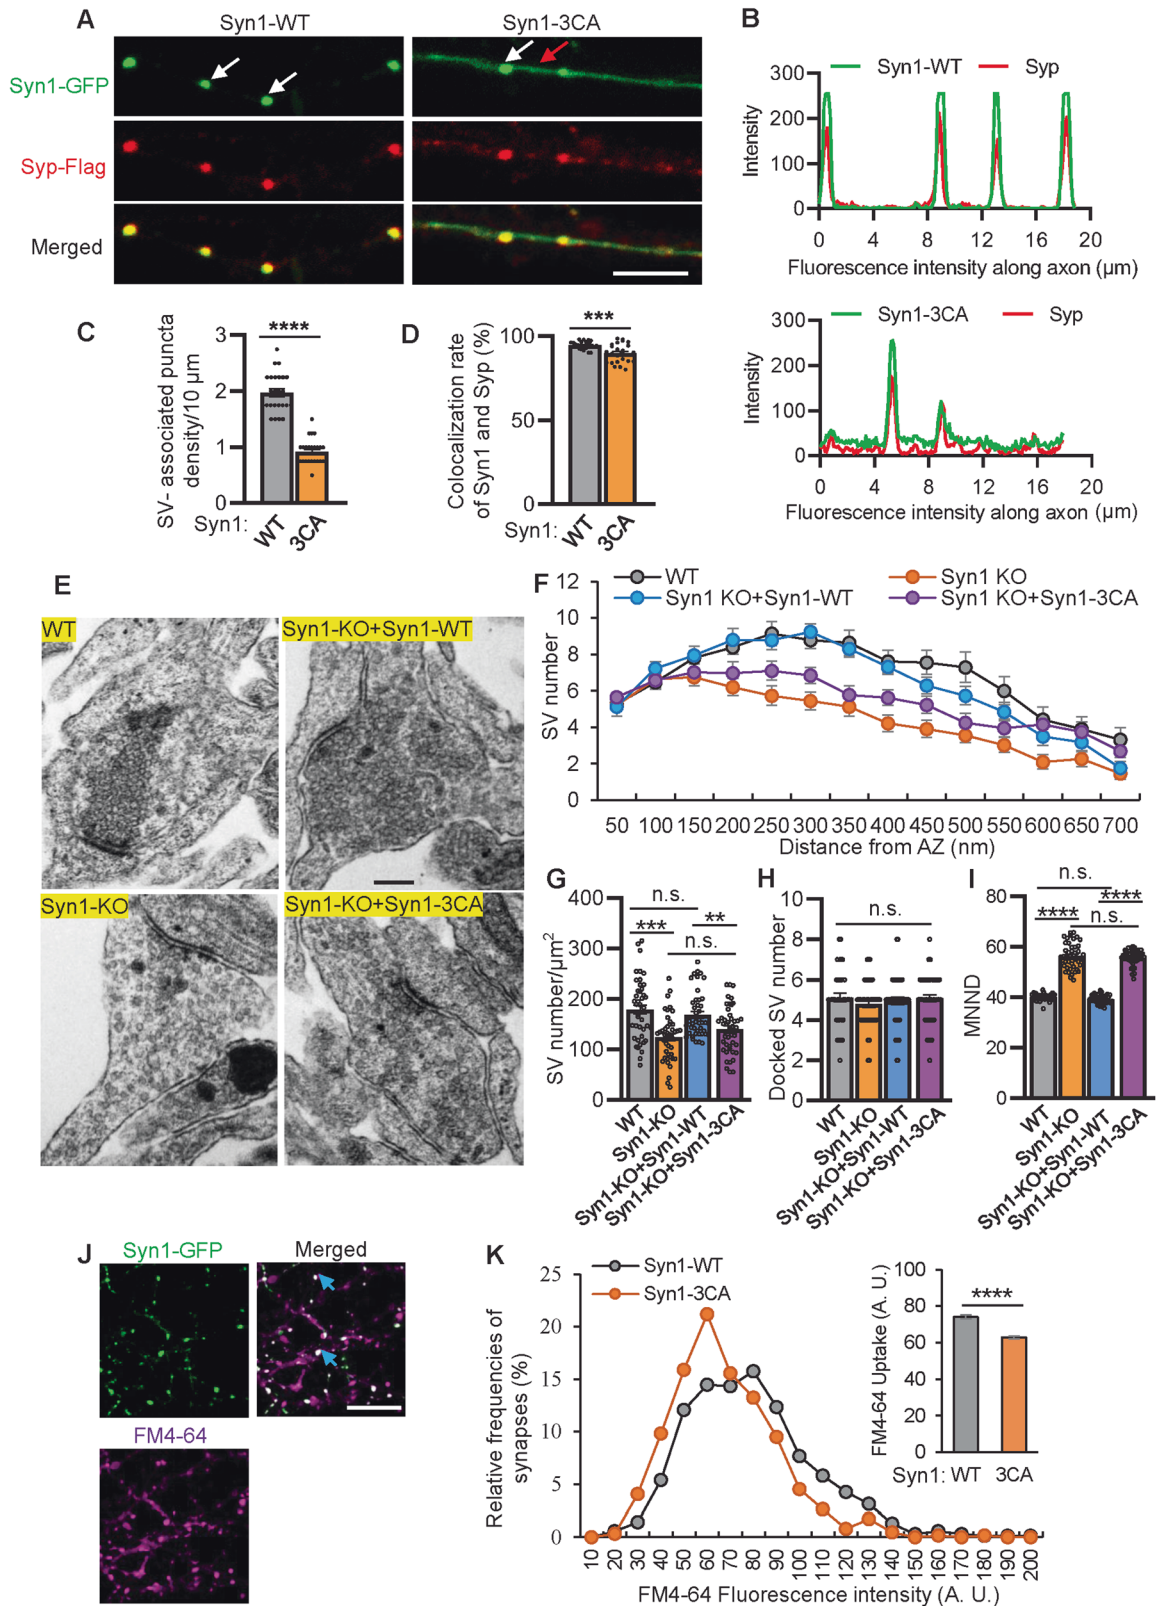 A
Syn1-WT
Syn1-3CA
Syn1-GFP
Syp-Flag
Merged
B
Syn1-WT
Syp
Intensity
300
200
100
0
0 4 8 12 16 20
Fluorescence intensity along axon (µm)
Syn1-3CA
Syp
Intensity
300
200
100
0
0 4 8 12 16 20
Fluorescence intensity along axon (µm)
C
SV- associated puncta
density/10 µm
3
2
1
0
****
Syn1:
WT
3CA
D
Colocalization rate
of Syn1 and Syp (%)
100
50
0
***
Syn1:
WT
3CA
E
WT
Syn1-KO+Syn1-WT
Syn1-KO
Syn1-KO+Syn1-3CA
F
WT
Syn1 KO
Syn1 KO+Syn1-WT
Syn1 KO+Syn1-3CA
SV number
12
10
8
6
4
2
0
50 100 150 200 250 300 350 400 450 500 550 600 650 700
Distance from AZ (nm)
G
SV number/µm2
400
300
200
100
0
n.s.
*** **
n.s.
WT
Syn1-KO
Syn1-KO+Syn1-WT
Syn1-KO+Syn1-3CA
H
Docked SV number
10
8
6
4
2
0
n.s.
WT
Syn1-KO
Syn1-KO+Syn1-WT
Syn1-KO+Syn1-3CA
I
MNND
80
60
40
20
0
n.s.
****
****
n.s.
WT
Syn1-KO
Syn1-KO+Syn1-WT
Syn1-KO+Syn1-3CA
J
Syn1-GFP
Merged
FM4-64
K
Syn1-WT
Syn1-3CA
Relative frequencies of
synapses (%)
25
20
15
10
5
0
10 20 30 40 50 60 70 80 90 100 110 120 130 140 150 160 170 180 190 200
FM4-64 Fluorescence intensity (A. U.)
FM4-64 Uptake (A. U.)
100
80
60
40
20
0
****
Syn1: WT 3CA